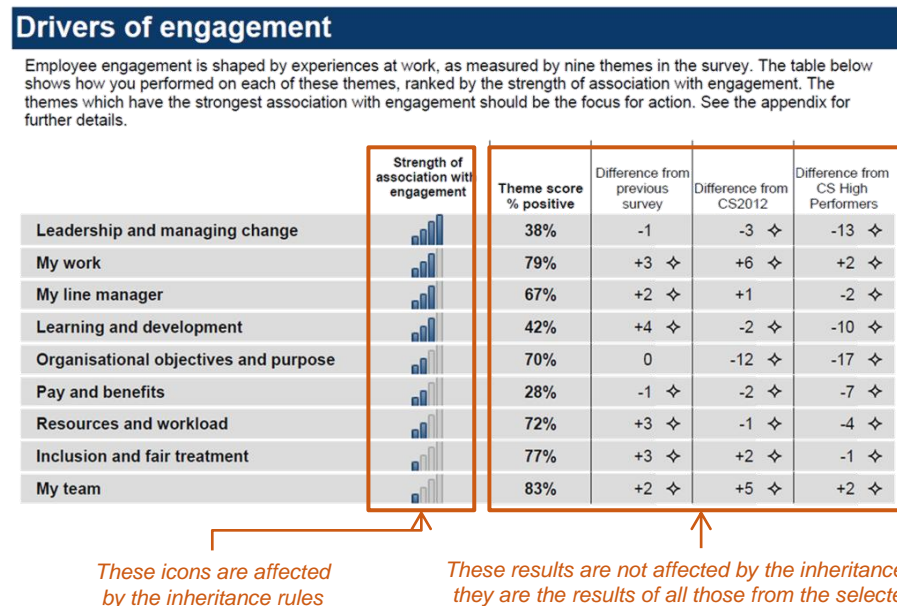 Drivers of engagement
Employee engagement is shaped by experiences at work, as measured by nine themes in the survey. The table below
shows how you performed on each of these themes, ranked by the strength of association with engagement. The
themes which have the strongest association with engagement should be the focus for action. See the appendix for
further details.
Strength of
association with
engagement
Theme score
% positive
Difference from
previous
survey
Difference from
CS2012
Difference from
CS High
Performers
Leadership and managing change 38% -1 -3 ✧ -13 ✧
My work 79% +3 ✧ +6 ✧ +2 ✧
My line manager 67% +2 ✧ +1 -2 ✧
Learning and development 42% +4 ✧ -2 ✧ -10 ✧
Organisational objectives and purpose 70% 0 -12 ✧ -17 ✧
Pay and benefits 28% -1 ✧ -2 ✧ -7 ✧
Resources and workload 72% +3 ✧ -1 ✧ -4 ✧
Inclusion and fair treatment 77% +3 ✧ +2 ✧ -1 ✧
My team 83% +2 ✧ +5 ✧ +2 ✧
These icons are affected
by the inheritance rules
These results are not affected by the inheritance
they are the results of all those from the selecte